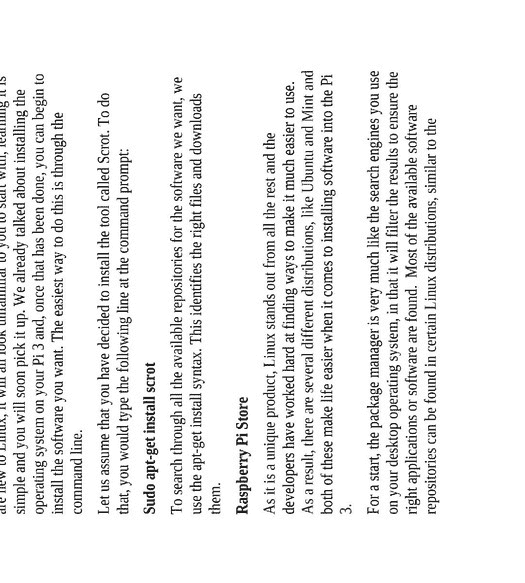 are new to Linux, it will all look unfamiliar to you to start with, learning it is
simple and you will soon pick it up. We already talked about installing the
operating system on your Pi 3 and, once that has been done, you can begin to
install the software you want. The easiest way to do this is through the
command line.
Let us assume that you have decided to install the tool called Scrot. To do
that, you would type the following line at the command prompt:
Sudo apt-get install scrot
To search through all the available repositories for the software we want, we
use the apt-get install syntax. This identifies the right files and downloads
them.
Raspberry Pi Store
As it is a unique product, Linux stands out from all the rest and the
developers have worked hard at finding ways to make it much easier to use.
As a result, there are several different distributions, like Ubuntu and Mint and
both of these make life easier when it comes to installing software into the Pi
3.
For a start, the package manager is very much like the search engines you use
on your desktop operating system, in that it will filter the results to ensure the
right applications or software are found. Most of the available software
repositories can be found in certain Linux distributions, similar to the